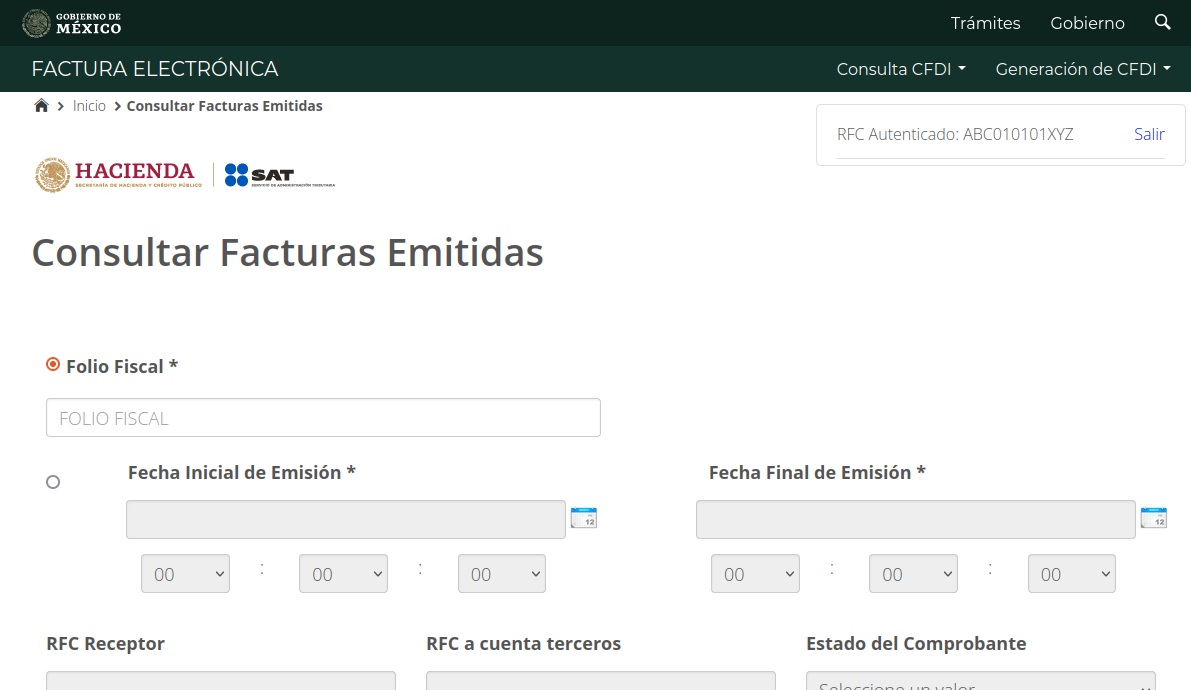 GOBIERNO DE
MÉXICO
Trámites
Gobierno
FACTURA ELECTRÓNICA
Consulta CFDI
Generación de CFDI
Inicio
Consultar Facturas Emitidas
RFC Autenticado: ABC010101XYZ
Salir
HACIENDA
SECRETARÍA DE HACIENDA Y CRÉDITO PÚBLICO
SAT
SERVICIO DE ADMINISTRACIÓN TRIBUTARIA
Consultar Facturas Emitidas
Folio Fiscal *
FOLIO FISCAL
Fecha Inicial de Emisión *
Fecha Final de Emisión *
12
12
00 : 00 : 00
00 : 00 : 00
RFC Receptor
RFC a cuenta terceros
Estado del Comprobante
Seleccione un valor